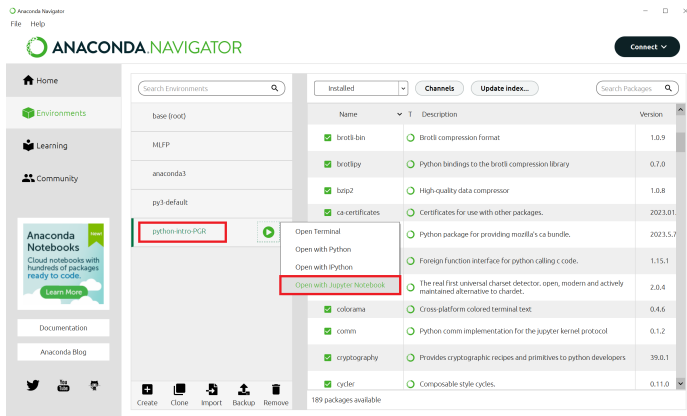 Anaconda Navigator
File Help
ANACONDA.NAVIGATOR
Connect
Home
Environments
Learning
Community
Anaconda
Notebooks
New!
Cloud notebooks with
hundreds of packages
ready to code.
Learn More
Documentation
Anaconda Blog
You
Tube
Search Environments
base (root)
MLFP
anaconda3
py3-default
python-intro-PGR
Open Terminal
Open with Python
Open with IPython
Open with Jupyter Notebook
Create Clone Import Backup Remove
Installed Channels Update index... Search Packages
Name T Description Version
brotli-bin Brotli compression format 1.0.9
brotlipy Python bindings to the brotli compression library 0.7.0
bzip2 High-quality data compressor 1.0.8
ca-certificates Certificates for use with other packages. 2023.01.
Python package for providing mozilla's ca bundle. 2023.5.7
Foreign function interface for python calling c code. 1.15.1
The real first universal charset detector. open, modern and actively
maintained alternative to chardet. 2.0.4
colorama Cross-platform colored terminal text 0.4.6
comm Python comm implementation for the jupyter kernel protocol 0.1.2
cryptography Provides cryptographic recipes and primitives to python developers 39.0.1
cycler Composable style cycles. 0.11.0
189 packages available